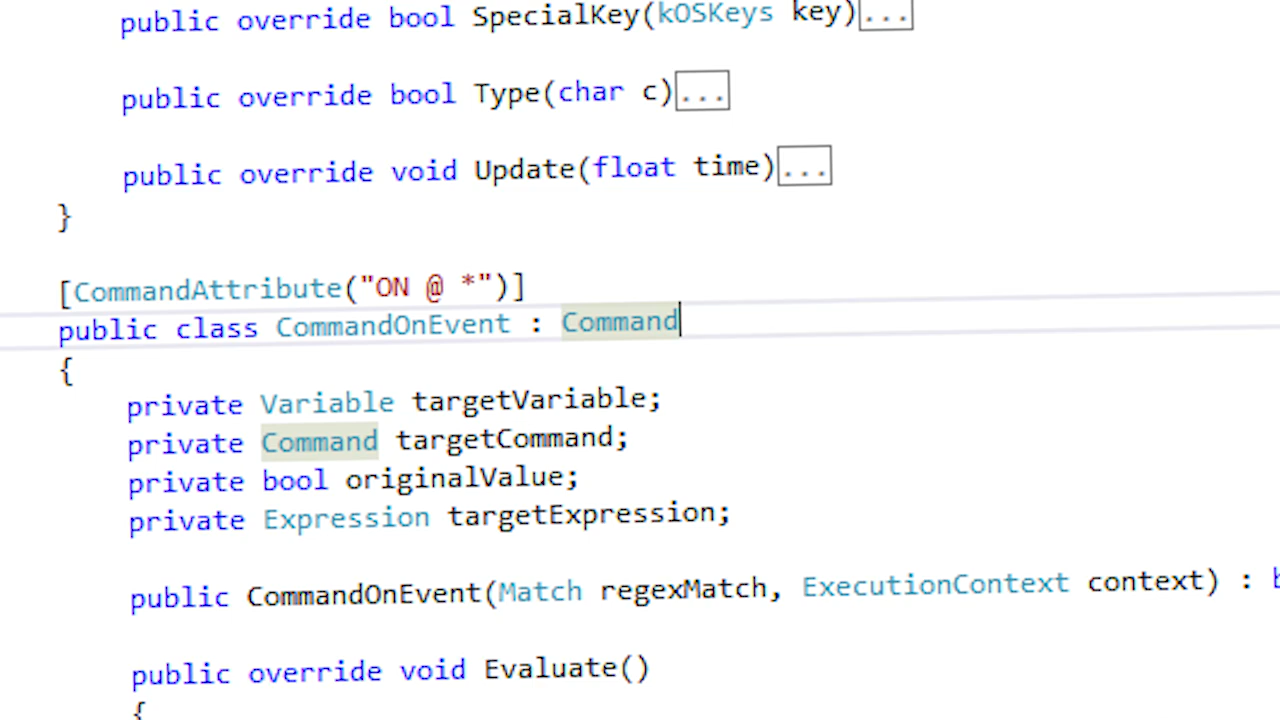 public override bool SpecialKey(kOSKeys key)...
public override bool Type(char c)...
public override void Update(float time)...
}
[CommandAttribute("ON @ *")]
public class CommandOnEvent : Command
{
private Variable targetVariable;
private Command targetCommand;
private bool originalValue;
private Expression targetExpression;
public CommandOnEvent(Match regexMatch, ExecutionContext context) : b
public override void Evaluate()
{